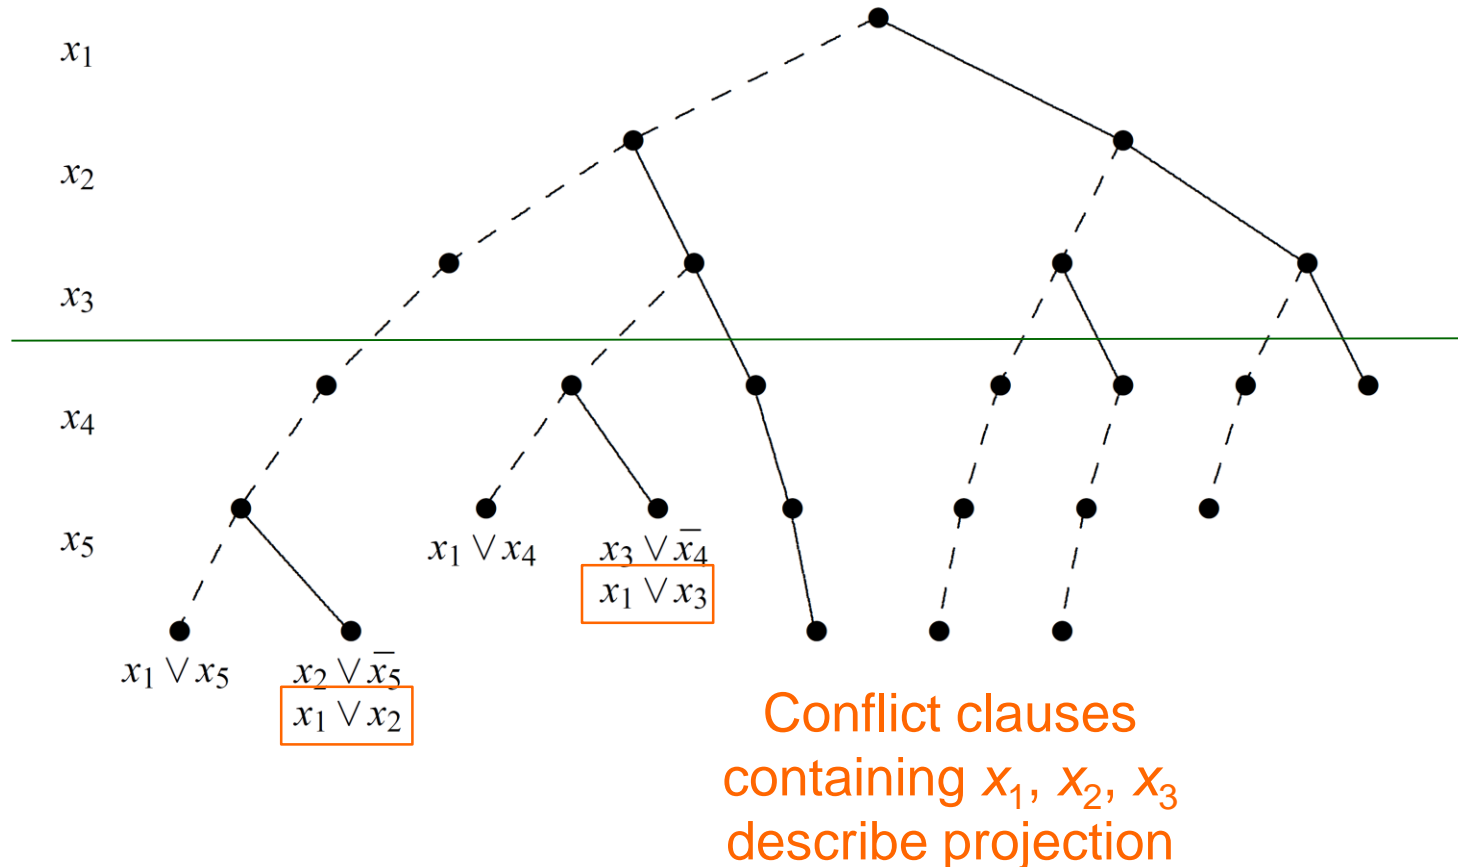 x₁
x₂
x₃
x₄
x₅
x₁ ∨ x₄
x₃ ∨ x̄₄
x₁ ∨ x₃
x₁ ∨ x₅
x₂ ∨ x̄₅
x₁ ∨ x₂
Conflict clauses
containing x₁, x₂, x₃
describe projection